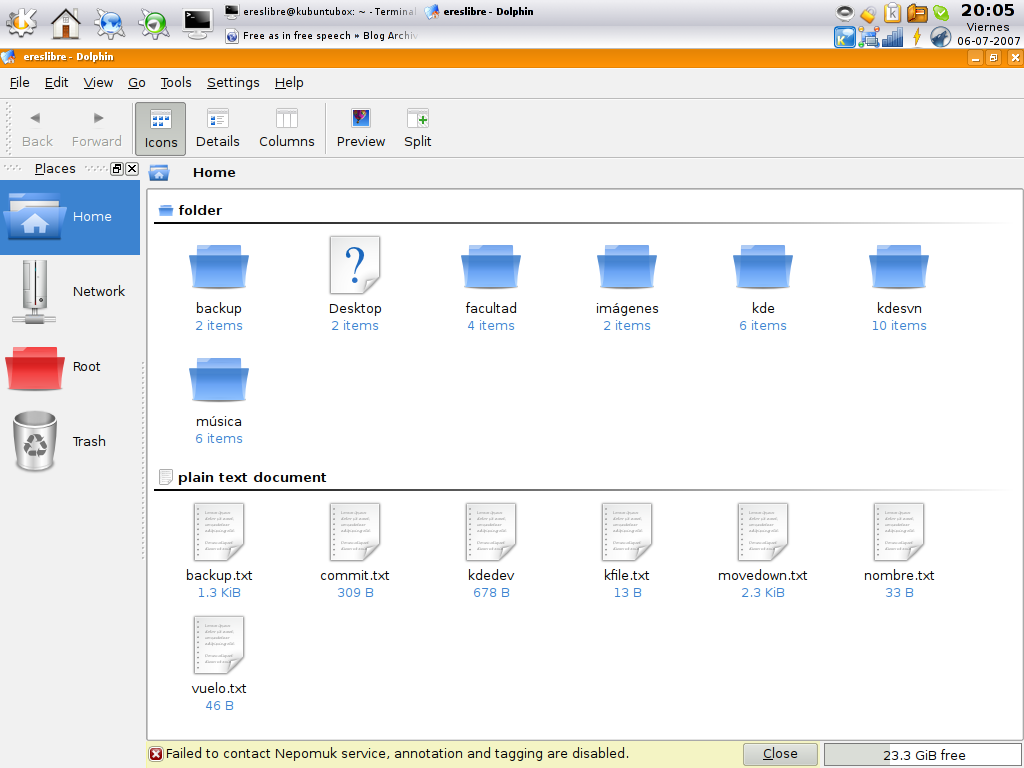 ereslibre@kubuntubox: ~ - Terminal
ereslibre - Dolphin
Free as in free speech » Blog Archiv
20:05
Viernes
06-07-2007
ereslibre - Dolphin
File Edit View Go Tools Settings Help
Back Forward Icons Details Columns Preview Split
Places
Home
Home
Network
Root
Trash
folder
backup Desktop facultad imágenes kde kdesvn
2 items 2 items 4 items 2 items 6 items 10 items
música
6 items
plain text document
backup.txt commit.txt kdedev kfile.txt movedown.txt nombre.txt
1.3 KiB 309 B 678 B 13 B 2.3 KiB 33 B
vuelo.txt
46 B
Failed to contact Nepomuk service, annotation and tagging are disabled.
Close
23.3 GiB free